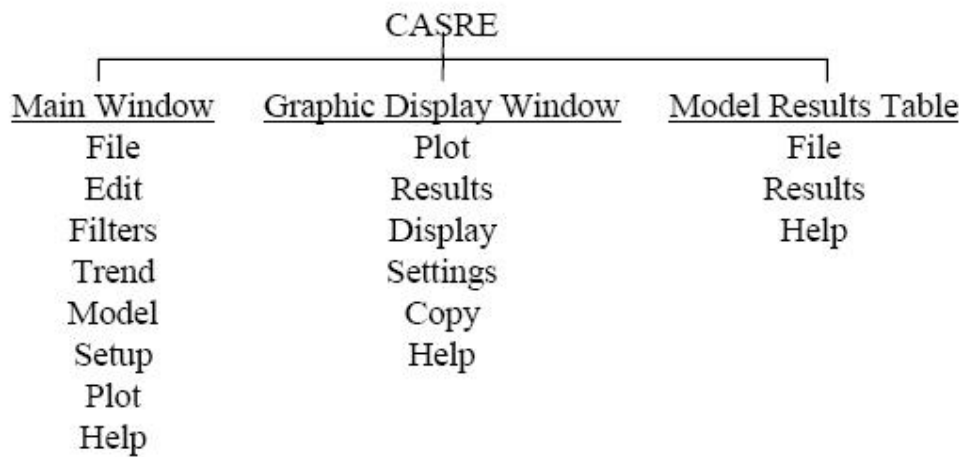 CASRE
Main Window
File
Edit
Filters
Trend
Model
Setup
Plot
Help
Graphic Display Window
Plot
Results
Display
Settings
Copy
Help
Model Results Table
File
Results
Help